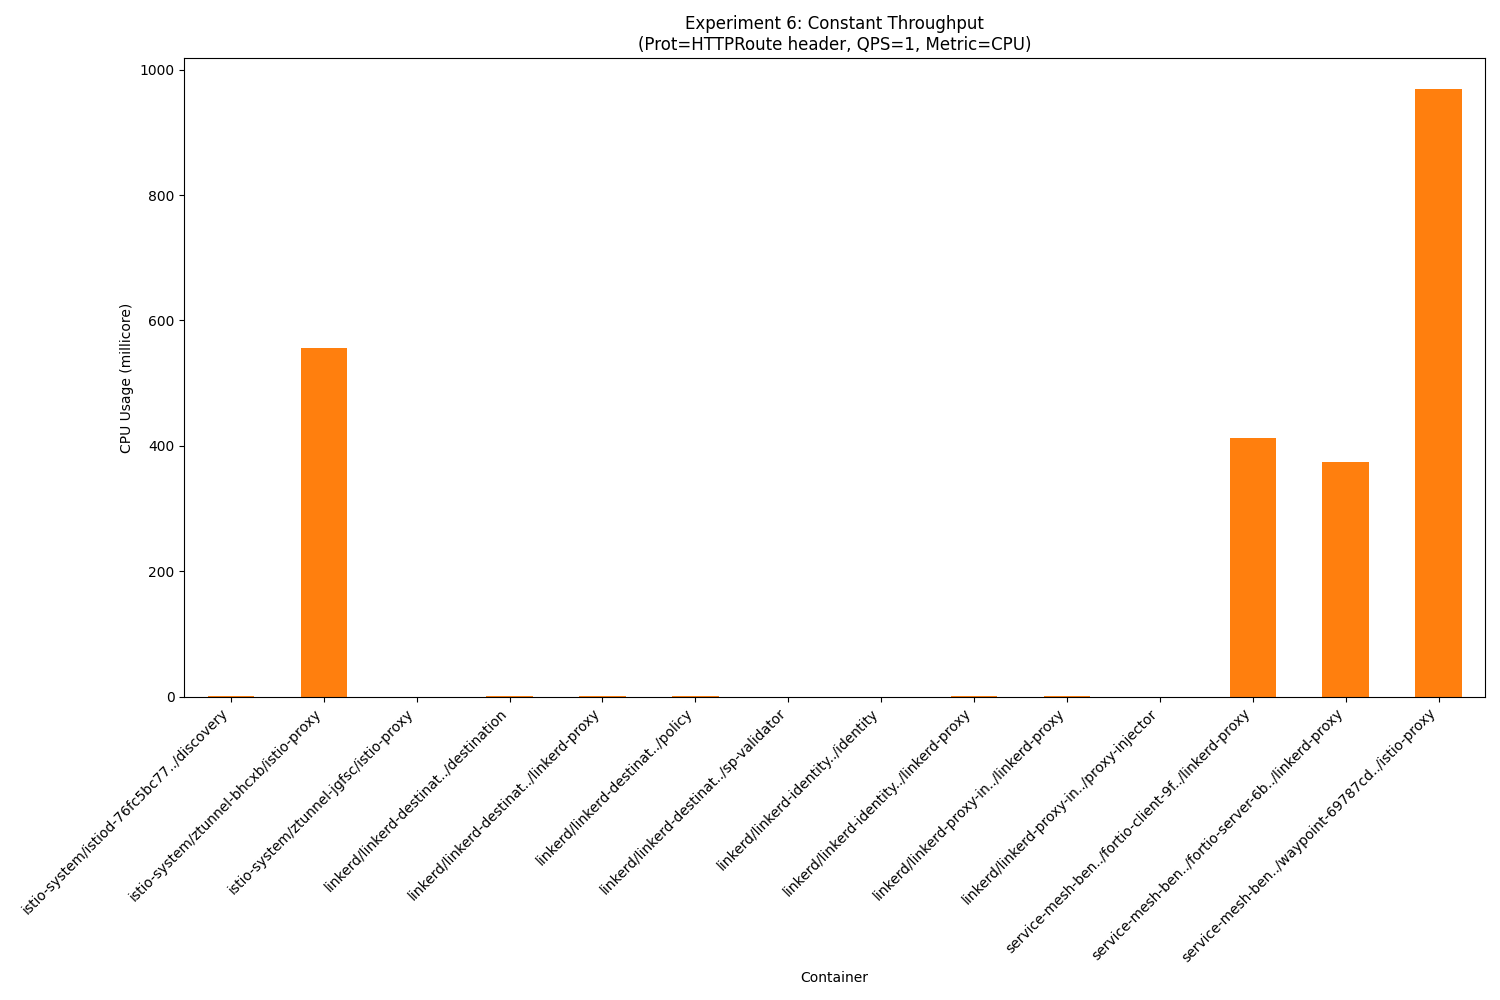 Experiment 6: Constant Throughput
(Prot=HTTPRoute header, QPS=1, Metric=CPU)
CPU Usage (millicore)
1000
800
600
400
200
0
istio-system/istiod-76fc5bc77../discovery
istio-system/ztunnel-bhcxb/istio-proxy
istio-system/ztunnel-jgfsc/istio-proxy
linkerd/linkerd-destinat../destination
linkerd/linkerd-destinat../linkerd-proxy
linkerd/linkerd-destinat../policy
linkerd/linkerd-destinat../sp-validator
linkerd/linkerd-identity../identity
linkerd/linkerd-identity../linkerd-proxy
linkerd/linkerd-proxy-in../linkerd-proxy
linkerd/linkerd-proxy-in../proxy-injector
service-mesh-ben../fortio-client-9f../linkerd-proxy
service-mesh-ben../fortio-server-6b../linkerd-proxy
service-mesh-ben../waypoint-69787cd../istio-proxy
Container